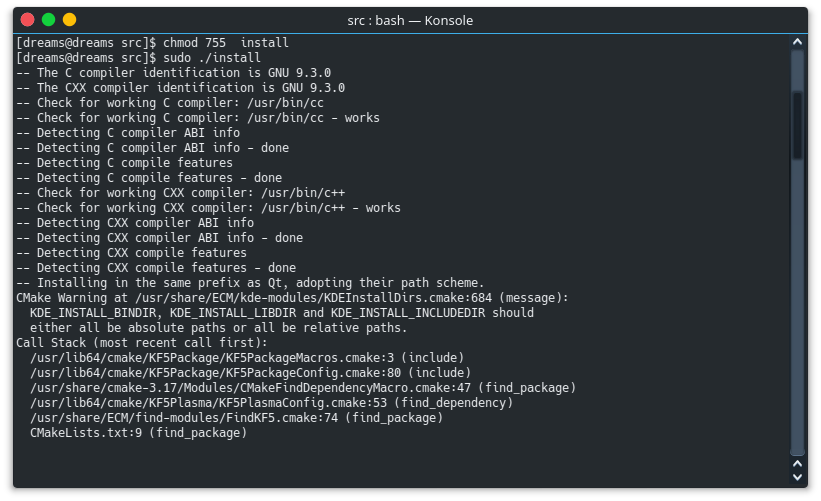 src : bash — Konsole
[dreams@dreams src]$ chmod 755  install
[dreams@dreams src]$ sudo ./install
-- The C compiler identification is GNU 9.3.0
-- The CXX compiler identification is GNU 9.3.0
-- Check for working C compiler: /usr/bin/cc
-- Check for working C compiler: /usr/bin/cc - works
-- Detecting C compiler ABI info
-- Detecting C compiler ABI info - done
-- Detecting C compile features
-- Detecting C compile features - done
-- Check for working CXX compiler: /usr/bin/c++
-- Check for working CXX compiler: /usr/bin/c++ - works
-- Detecting CXX compiler ABI info
-- Detecting CXX compiler ABI info - done
-- Detecting CXX compile features
-- Detecting CXX compile features - done
-- Installing in the same prefix as Qt, adopting their path scheme.
CMake Warning at /usr/share/ECM/kde-modules/KDEInstallDirs.cmake:684 (message):
  KDE_INSTALL_BINDIR, KDE_INSTALL_LIBDIR and KDE_INSTALL_INCLUDEDIR should
  either all be absolute paths or all be relative paths.
Call Stack (most recent call first):
  /usr/lib64/cmake/KF5Package/KF5PackageMacros.cmake:3 (include)
  /usr/lib64/cmake/KF5Package/KF5PackageConfig.cmake:80 (include)
  /usr/share/cmake-3.17/Modules/CMakeFindDependencyMacro.cmake:47 (find_package)
  /usr/lib64/cmake/KF5Plasma/KF5PlasmaConfig.cmake:53 (find_dependency)
  /usr/share/ECM/find-modules/FindKF5.cmake:74 (find_package)
  CMakeLists.txt:9 (find_package)